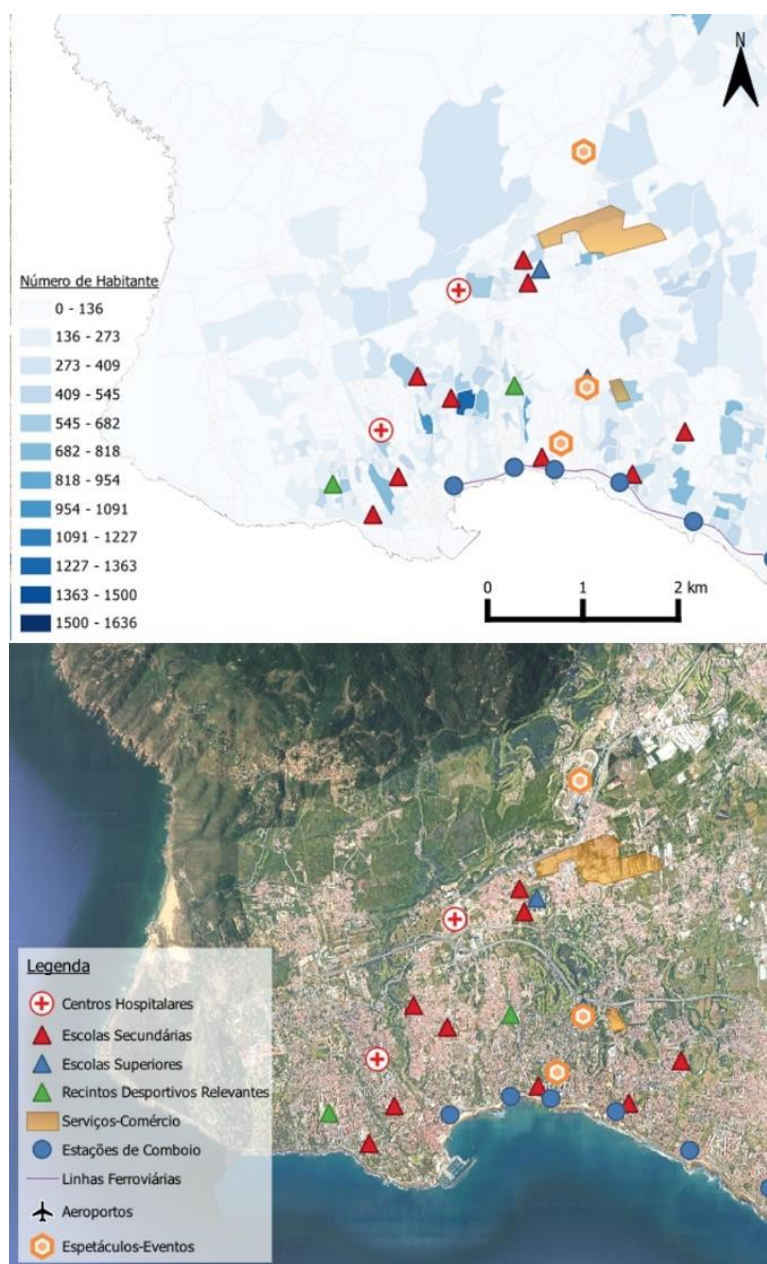 N
Número de Habitante
0 - 136
136 - 273
273 - 409
409 - 545
545 - 682
682 - 818
818 - 954
954 - 1091
1091 - 1227
1227 - 1363
1363 - 1500
1500 - 1636
0 1 2 km
Legenda
Centros Hospitalares
Escolas Secundárias
Escolas Superiores
Recintos Desportivos Relevantes
Serviços-Comércio
Estações de Comboio
Linhas Ferroviárias
Aeroportos
Espetáculos-Eventos